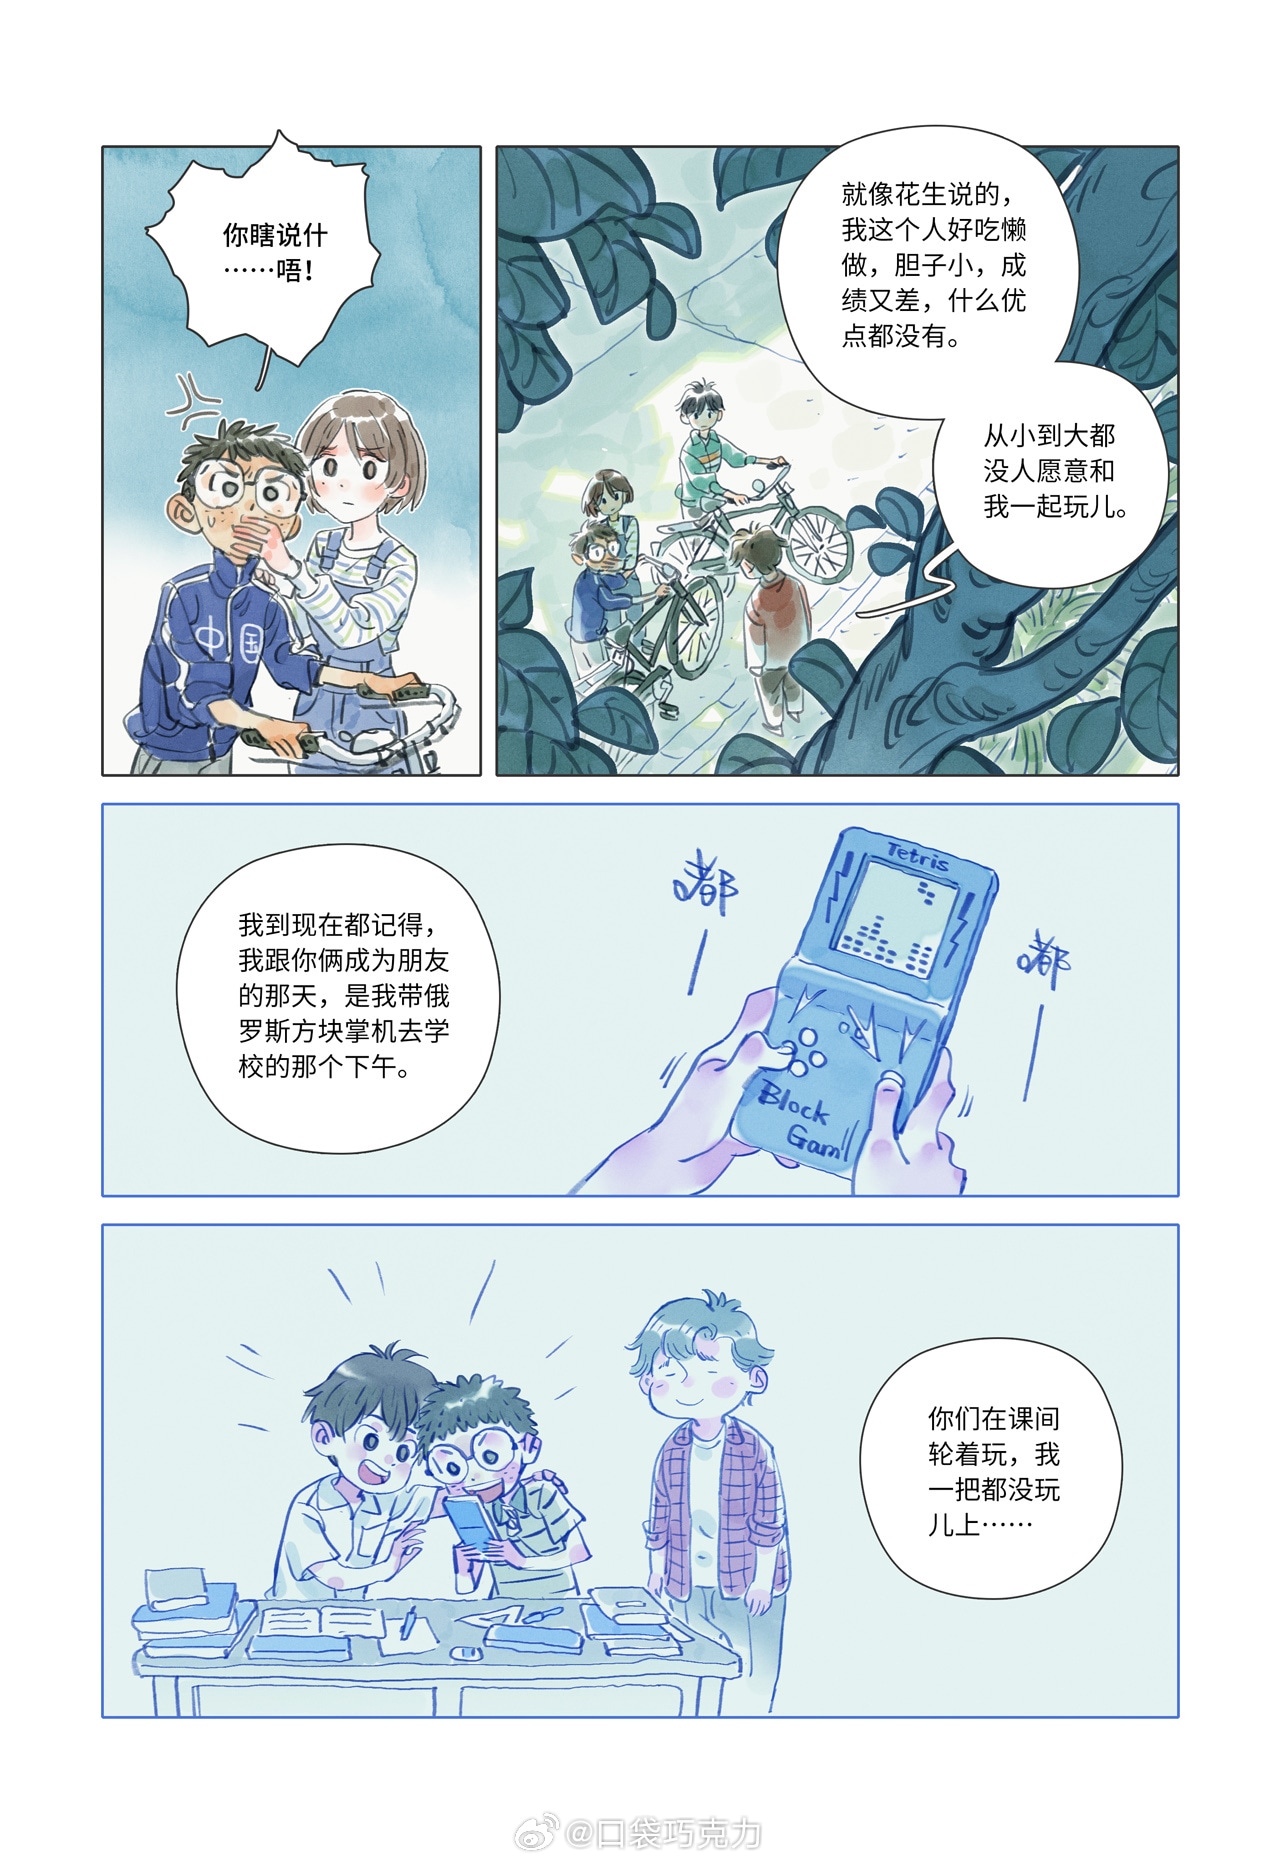 你瞎说什
……唔！
中国
就像花生说的，
我这个人好吃懒
做，胆子小，成
绩又差，什么优
点都没有。
从小到大都
没人愿意和
我一起玩儿。
我到现在都记得，
我跟你俩成为朋友
的那天，是我带俄
罗斯方块掌机去学
校的那个下午。
嘟
—
Tetris
Block
Gam
嘟
—
你们在课间
轮着玩，我
一把都没玩
儿上……
@口袋巧克力